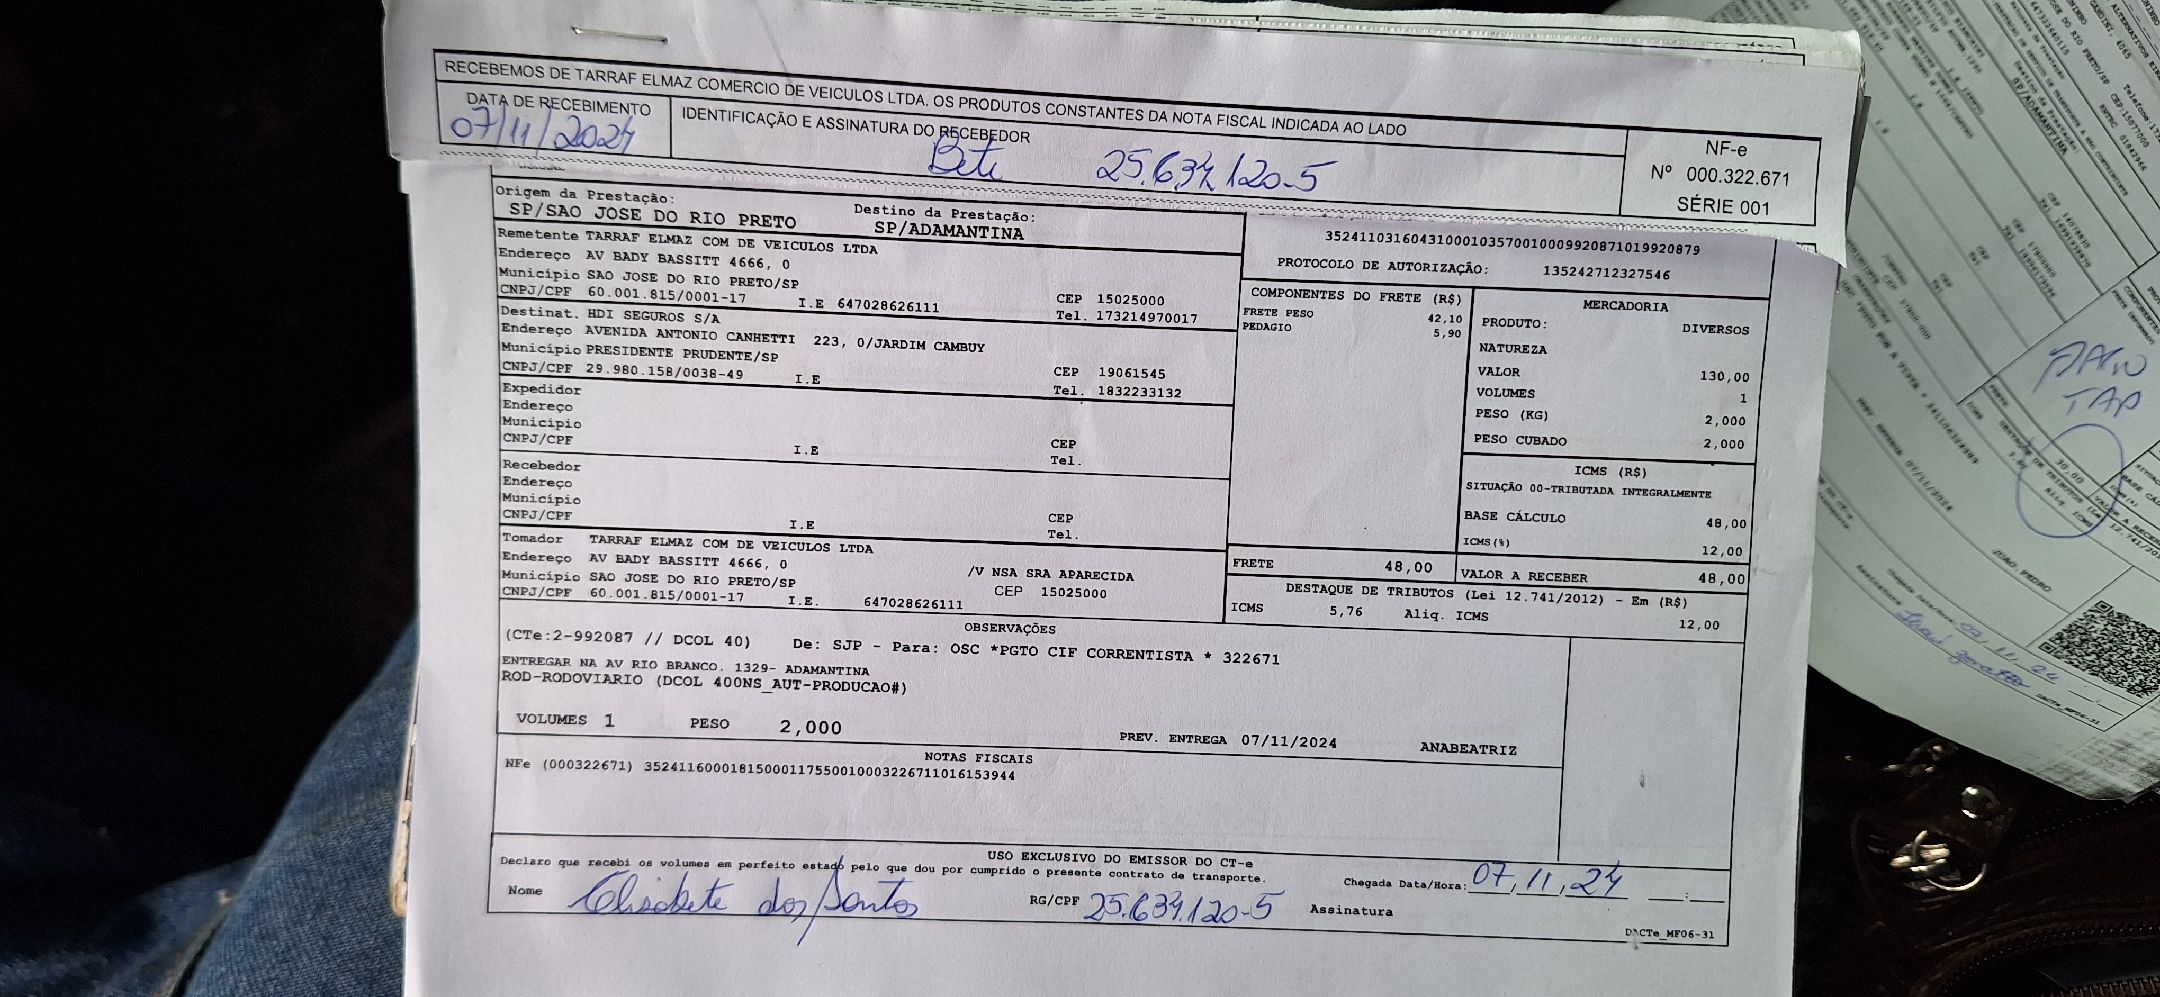 RECEBEMOS DE TARRAF ELMAZ COMERCIO DE VEICULOS LTDA. OS PRODUTOS CONSTANTES DA NOTA FISCAL INDICADA AO LADO
DATA DE RECEBIMENTO
07/11/2024
IDENTIFICAÇÃO E ASSINATURA DO RECEBEDOR
Bete 25.634.120-5
NF-e
Nº 000.322.671
SÉRIE 001
Origem da Prestação:
SP/SAO JOSE DO RIO PRETO
Destino da Prestação:
SP/ADAMANTINA
Remetente TARRAF ELMAZ COM DE VEICULOS LTDA
Endereço AV BADY BASSITT 4666, 0
Município SAO JOSE DO RIO PRETO/SP
CNPJ/CPF 60.001.815/0001-17 I.E 647028626111
CEP 15025000
Tel. 173214970017
Destinat. HDI SEGUROS S/A
Endereço AVENIDA ANTONIO CANHETTI 223, 0/JARDIM CAMBUY
Município PRESIDENTE PRUDENTE/SP
CNPJ/CPF 29.980.158/0038-49 I.E
CEP 19061545
Tel. 1832233132
Expedidor
Endereço
Município
CNPJ/CPF I.E
CEP
Tel.
Recebedor
Endereço
Município
CNPJ/CPF I.E
CEP
Tel.
Tomador TARRAF ELMAZ COM DE VEICULOS LTDA
Endereço AV BADY BASSITT 4666, 0 /V NSA SRA APARECIDA
Município SAO JOSE DO RIO PRETO/SP CEP 15025000
CNPJ/CPF 60.001.815/0001-17 I.E. 647028626111
35241103160431000103570010009920871019920879
PROTOCOLO DE AUTORIZAÇÃO: 135242712327546
COMPONENTES DO FRETE (R$)
FRETE PESO 42,10
PEDAGIO 5,90
MERCADORIA
PRODUTO: DIVERSOS
NATUREZA
VALOR 130,00
VOLUMES 1
PESO (KG) 2,000
PESO CUBADO 2,000
ICMS (R$)
SITUAÇÃO 00-TRIBUTADA INTEGRALMENTE
BASE CÁLCULO 48,00
ICMS(%) 12,00
FRETE 48,00
VALOR A RECEBER 48,00
DESTAQUE DE TRIBUTOS (Lei 12.741/2012) - Em (R$)
ICMS 5,76 Aliq. ICMS 12,00
OBSERVAÇÕES
(CTe:2-992087 // DCOL 40) De: SJP - Para: OSC *PGTO CIF CORRENTISTA * 322671
ENTREGAR NA AV RIO BRANCO. 1329- ADAMANTINA
ROD-RODOVIARIO (DCOL 400NS_AUT-PRODUCAO#)
VOLUMES 1 PESO 2,000
PREV. ENTREGA 07/11/2024 ANABEATRIZ
NOTAS FISCAIS
NFe (000322671) 35241160001815000117550010003226711016153944
USO EXCLUSIVO DO EMISSOR DO CT-e
Declaro que recebi os volumes em perfeito estado pelo que dou por cumprido o presente contrato de transporte.
Nome Elisabete dos Santos
RG/CPF 25.634.120-5
Chegada Data/Hora: 07,11,24
Assinatura
DACTe_MF06-31